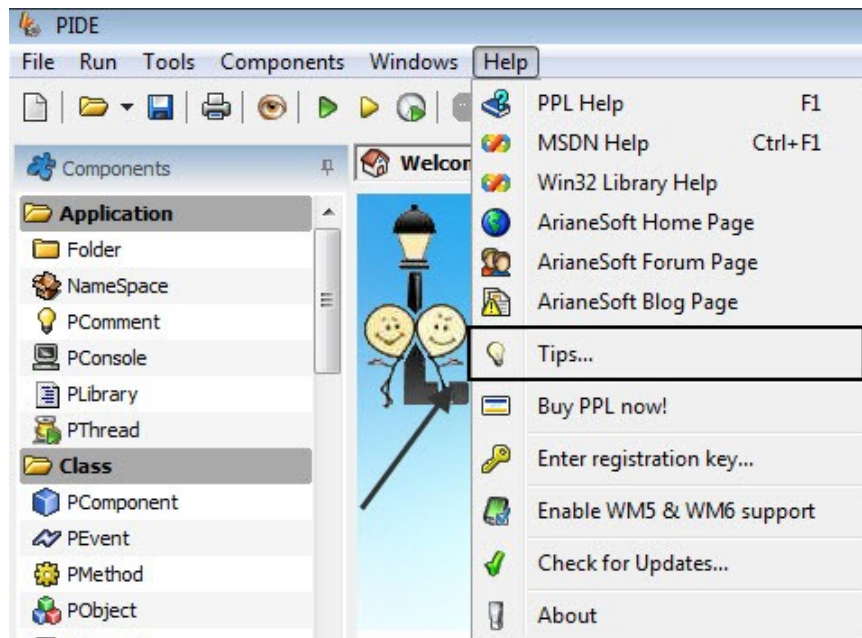 PIDE
File Run Tools Components Windows Help
Components
Welcom
Application
Folder
NameSpace
PComment
PConsole
PLibrary
PThread
Class
PComponent
PEvent
PMethod
PObject
PPL Help F1
MSDN Help Ctrl+F1
Win32 Library Help
ArianeSoft Home Page
ArianeSoft Forum Page
ArianeSoft Blog Page
Tips...
Buy PPL now!
Enter registration key...
Enable WM5 & WM6 support
Check for Updates...
About